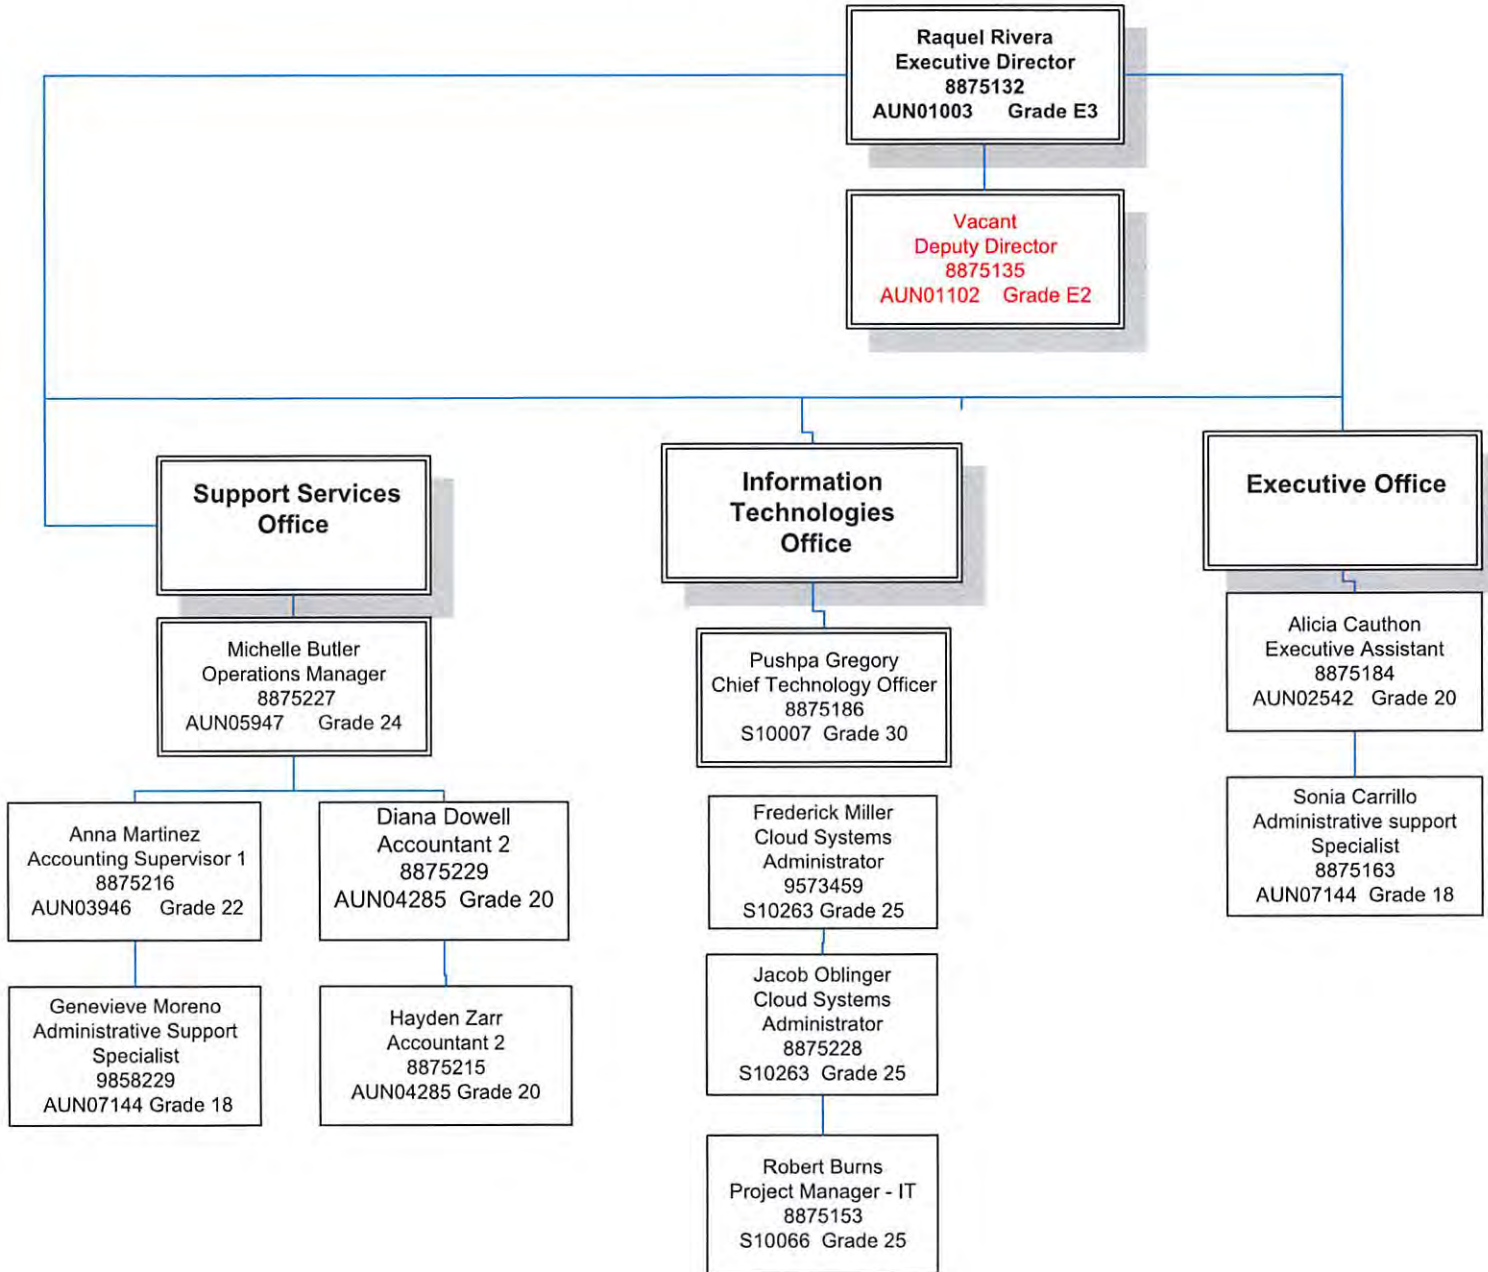 Raquel Rivera
Executive Director
8875132
AUN01003 Grade E3
Vacant
Deputy Director
8875135
AUN01102 Grade E2
Support Services
Office
Michelle Butler
Operations Manager
8875227
AUN05947 Grade 24
Anna Martinez
Accounting Supervisor 1
8875216
AUN03946 Grade 22
Genevieve Moreno
Administrative Support
Specialist
9858229
AUN07144 Grade 18
Diana Dowell
Accountant 2
8875229
AUN04285 Grade 20
Hayden Zarr
Accountant 2
8875215
AUN04285 Grade 20
Information
Technologies
Office
Pushpa Gregory
Chief Technology Officer
8875186
S10007 Grade 30
Frederick Miller
Cloud Systems
Administrator
9573459
S10263 Grade 25
Jacob Oblinger
Cloud Systems
Administrator
8875228
S10263 Grade 25
Robert Burns
Project Manager - IT
8875153
S10066 Grade 25
Executive Office
Alicia Cauthon
Executive Assistant
8875184
AUN02542 Grade 20
Sonia Carrillo
Administrative support
Specialist
8875163
AUN07144 Grade 18